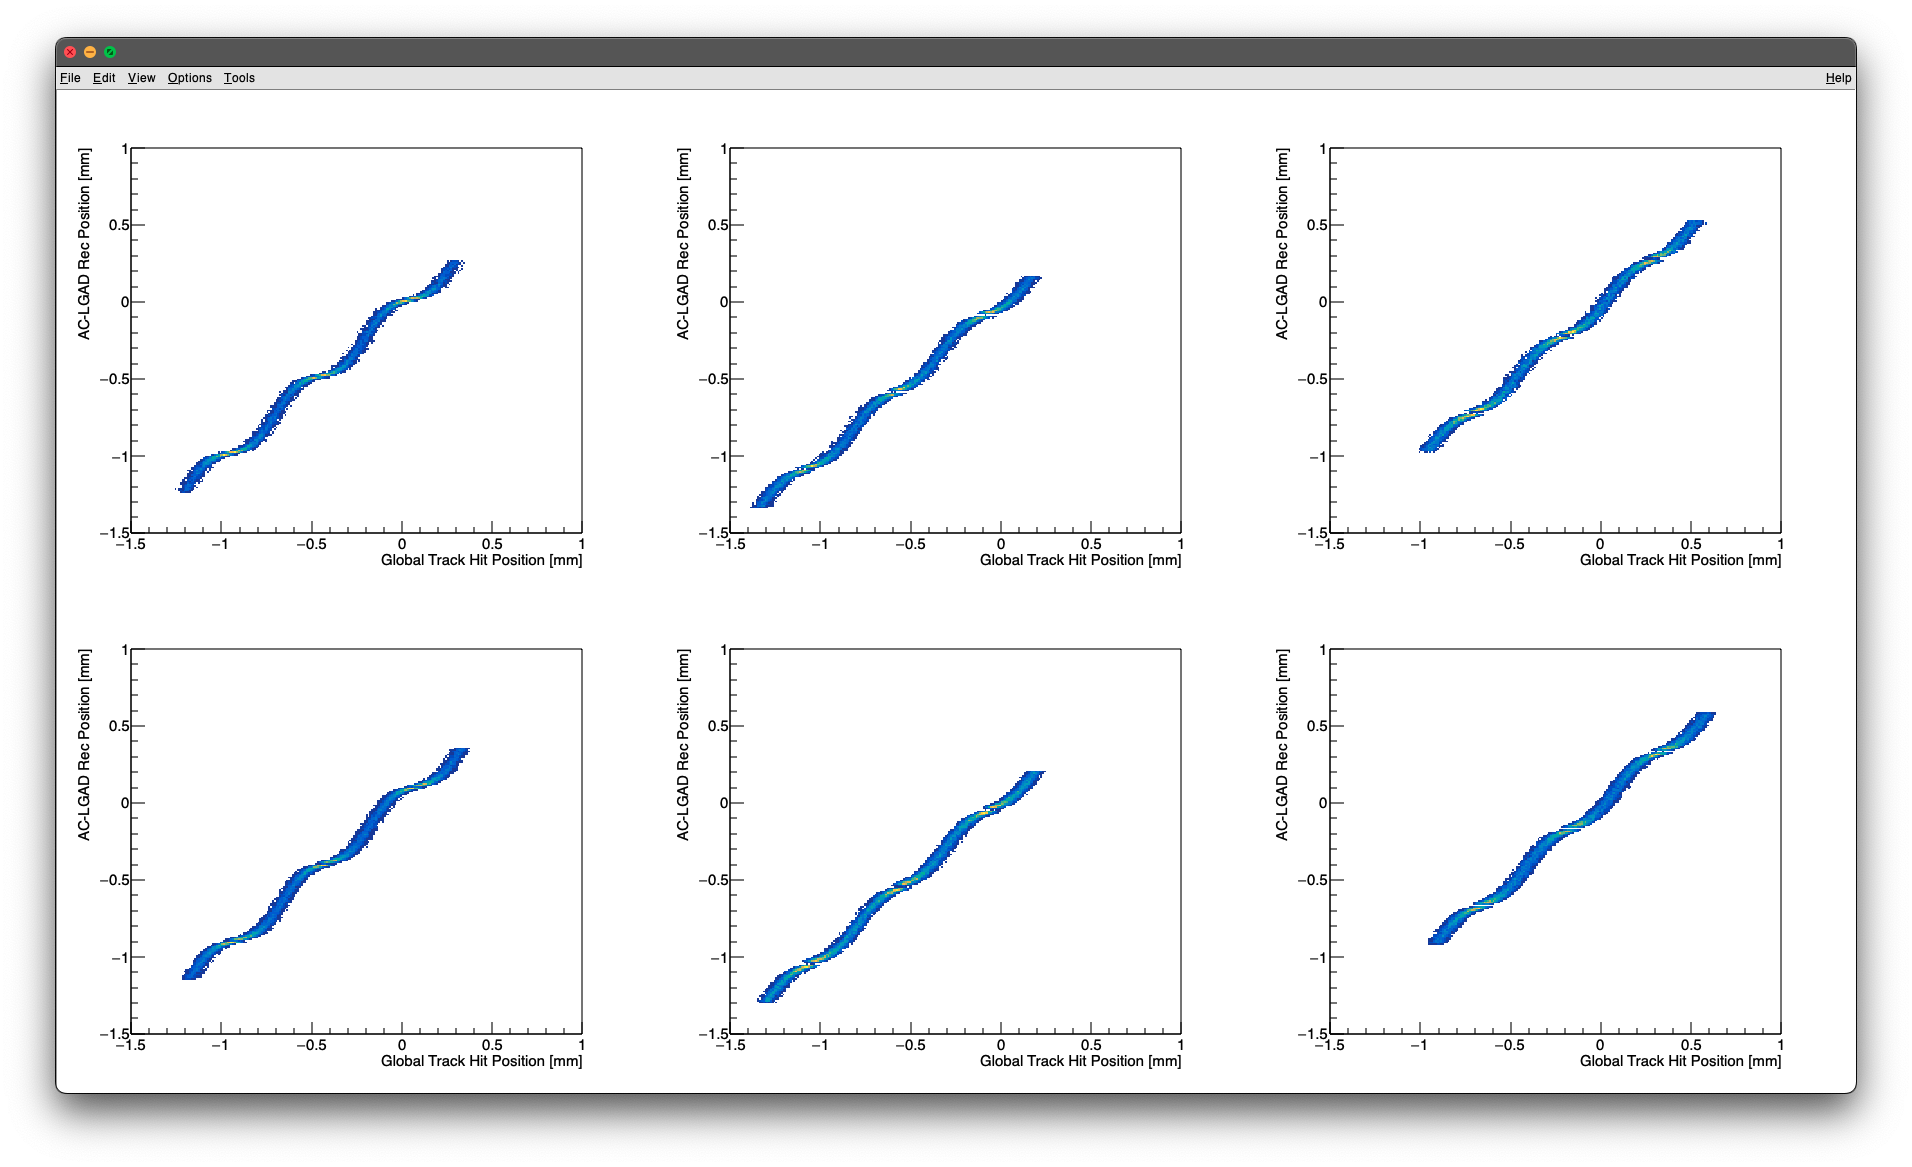 File Edit View Options Tools Help
AC-LGAD Rec Position [mm]
1
0.5
0
−0.5
−1
−1.5
−1.5 −1 −0.5 0 0.5 1
Global Track Hit Position [mm]
AC-LGAD Rec Position [mm]
1
0.5
0
−0.5
−1
−1.5
−1.5 −1 −0.5 0 0.5 1
Global Track Hit Position [mm]
AC-LGAD Rec Position [mm]
1
0.5
0
−0.5
−1
−1.5
−1.5 −1 −0.5 0 0.5 1
Global Track Hit Position [mm]
AC-LGAD Rec Position [mm]
1
0.5
0
−0.5
−1
−1.5
−1.5 −1 −0.5 0 0.5 1
Global Track Hit Position [mm]
AC-LGAD Rec Position [mm]
1
0.5
0
−0.5
−1
−1.5
−1.5 −1 −0.5 0 0.5 1
Global Track Hit Position [mm]
AC-LGAD Rec Position [mm]
1
0.5
0
−0.5
−1
−1.5
−1.5 −1 −0.5 0 0.5 1
Global Track Hit Position [mm]